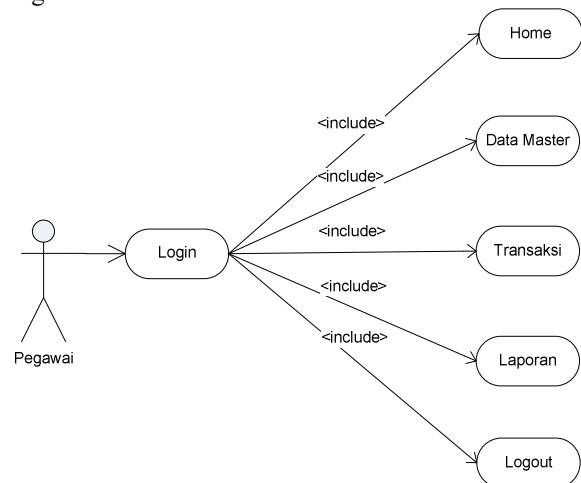 g
Home
<include>
Data Master
<include>
<include>
Transaksi
Login
<include>
<include>
Pegawai
Laporan
Logout